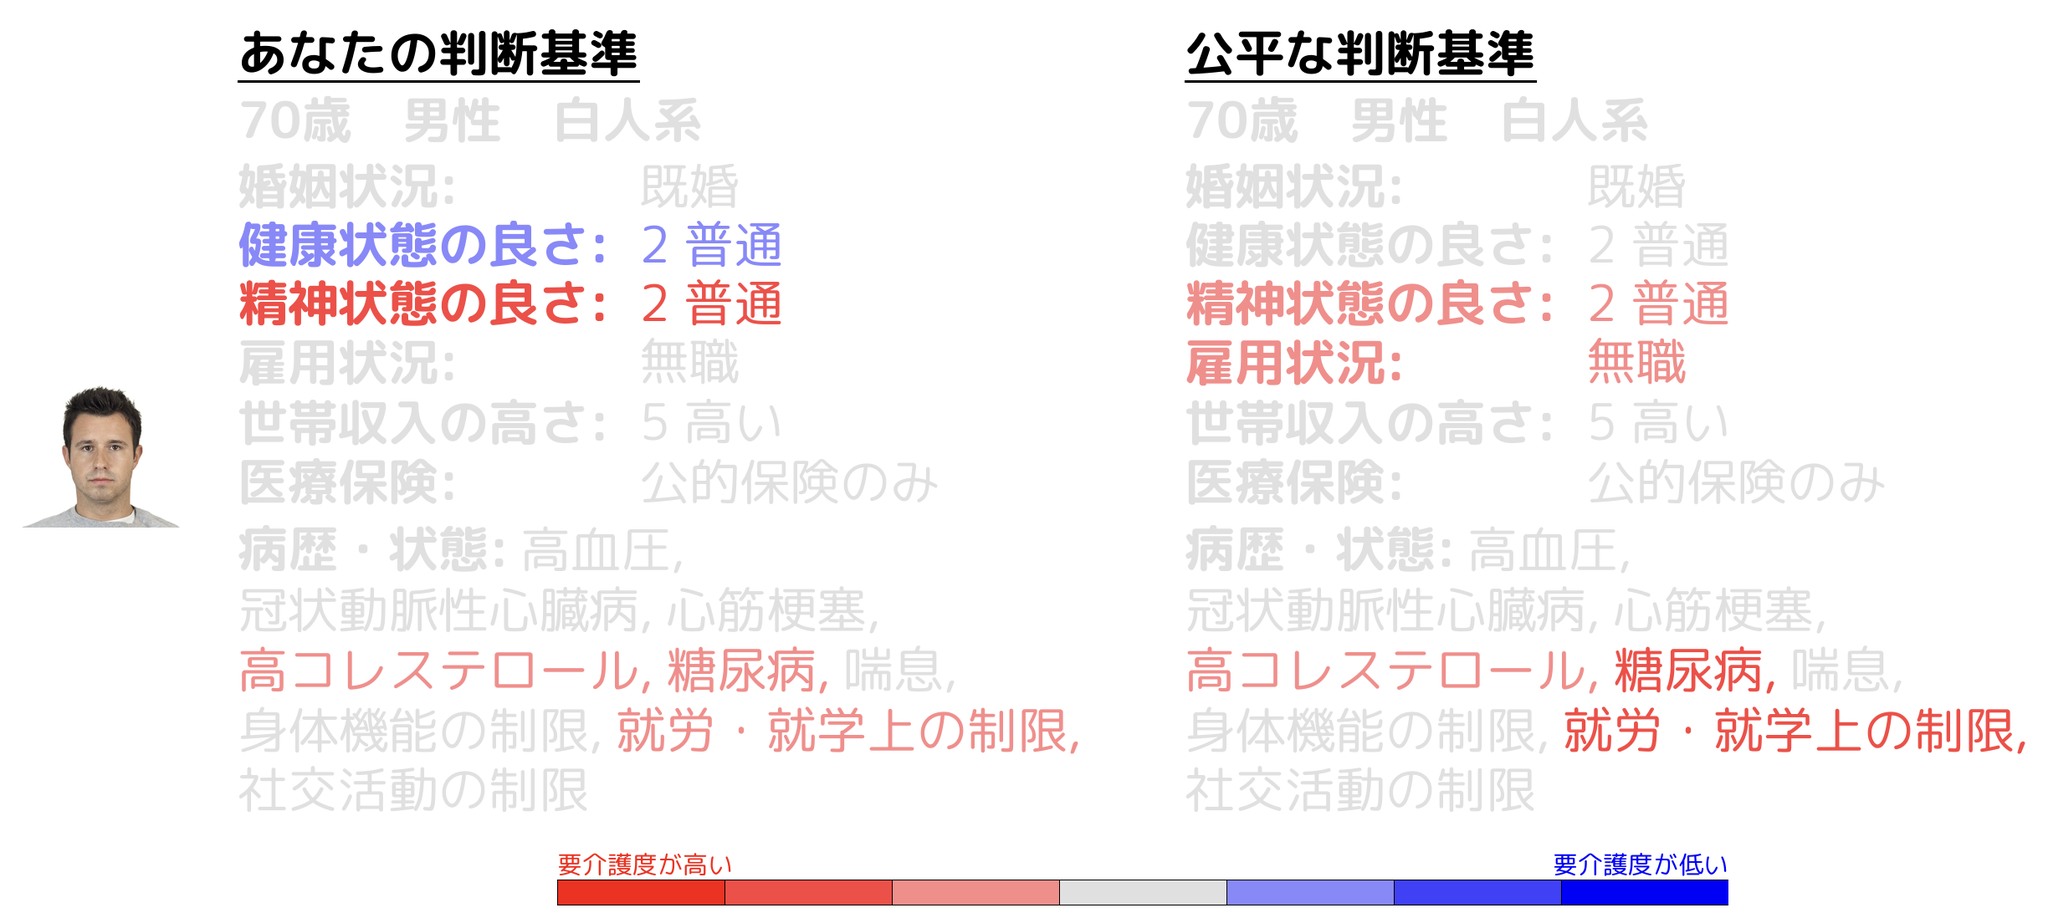 あなたの判断基準
70歳 男性 白人系
婚姻状況: 既婚
健康状態の良さ: 2 普通
精神状態の良さ: 2 普通
雇用状況: 無職
世帯収入の高さ: 5 高い
医療保険: 公的保険のみ
病歴・状態: 高血圧,
冠状動脈性心臓病, 心筋梗塞,
高コレステロール, 糖尿病, 喘息,
身体機能の制限, 就労・就学上の制限,
社交活動の制限
公平な判断基準
70歳 男性 白人系
婚姻状況: 既婚
健康状態の良さ: 2 普通
精神状態の良さ: 2 普通
雇用状況: 無職
世帯収入の高さ: 5 高い
医療保険: 公的保険のみ
病歴・状態: 高血圧,
冠状動脈性心臓病, 心筋梗塞,
高コレステロール, 糖尿病, 喘息,
身体機能の制限, 就労・就学上の制限,
社交活動の制限
要介護度が高い
要介護度が低い